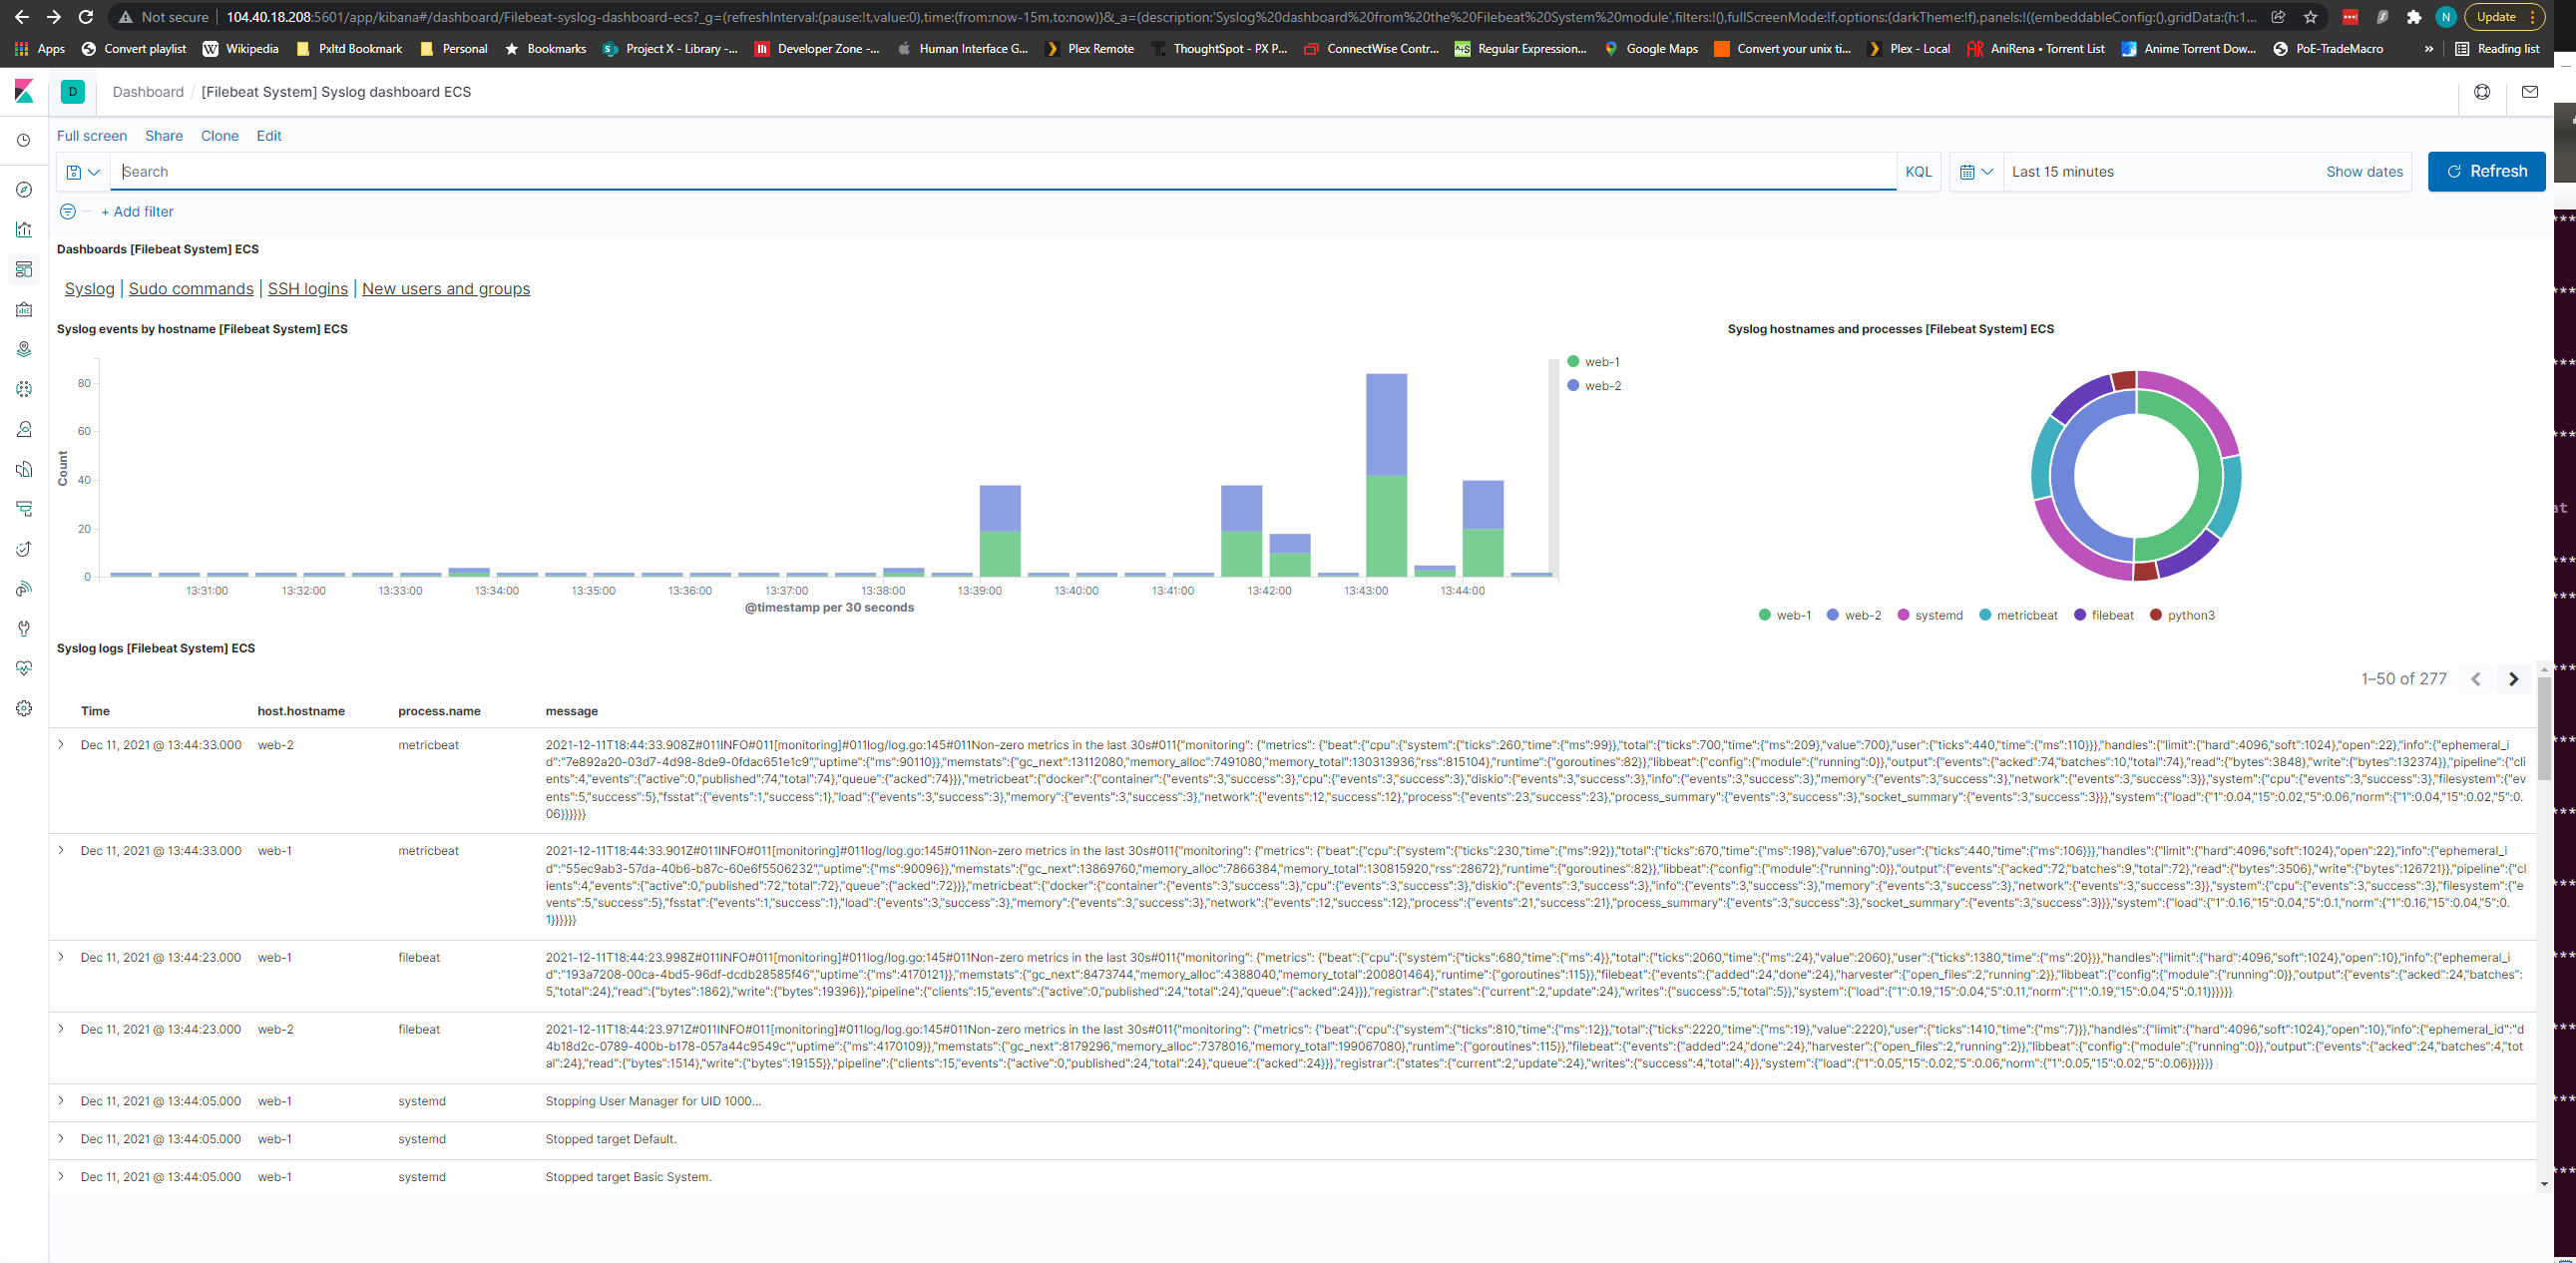 Not secure | 104.40.18.208:5601/app/kibana#/dashboard/Filebeat-syslog-dashboard-ecs?_g=(refreshInterval:(pause:!t,value:0),time:(from:now-15m,to:now))&_a=(description:'Syslog%20dashboard%20from%20the%20Filebeat%20System%20module',filters:!(),fullScreenMode:!f,options:(darkTheme:!f),panels:!((embeddableConfig:(),gridData:(h:1... N Update
Apps Convert playlist Wikipedia Pxltd Bookmark Personal Bookmarks Project X - Library -... Developer Zone -... Human Interface G... Plex Remote ThoughtSpot - PX P... ConnectWise Contr... Regular Expression... Google Maps Convert your unix ti... Plex - Local AniRena • Torrent List Anime Torrent Dow... PoE-TradeMacro » Reading list
D Dashboard / [Filebeat System] Syslog dashboard ECS
Full screen Share Clone Edit
Search KQL Last 15 minutes Show dates Refresh
+ Add filter
Dashboards [Filebeat System] ECS
Syslog | Sudo commands | SSH logins | New users and groups
Syslog events by hostname [Filebeat System] ECS
Count
80
60
40
20
0
13:31:00 13:32:00 13:33:00 13:34:00 13:35:00 13:36:00 13:37:00 13:38:00 13:39:00 13:40:00 13:41:00 13:42:00 13:43:00 13:44:00
@timestamp per 30 seconds
web-1
web-2
Syslog hostnames and processes [Filebeat System] ECS
web-1 web-2 systemd metricbeat filebeat python3
Syslog logs [Filebeat System] ECS
1–50 of 277
Time host.hostname process.name message
Dec 11, 2021 @ 13:44:33.000 web-2 metricbeat 2021-12-11T18:44:33.908Z#011INFO#011[monitoring]#011log/log.go:145#011Non-zero metrics in the last 30s#011{"monitoring": {"metrics": {"beat":{"cpu":{"system":{"ticks":260,"time":{"ms":99}},"total":{"ticks":700,"time":{"ms":209},"value":700},"user":{"ticks":440,"time":{"ms":110}}},"handles":{"limit":{"hard":4096,"soft":1024},"open":22},"info":{"ephemeral_i
d":"7e892a20-03d7-4d98-8de9-0fdac651e1c9","uptime":{"ms":90110}},"memstats":{"gc_next":13112080,"memory_alloc":7491080,"memory_total":130313936,"rss":815104},"runtime":{"goroutines":82}},"libbeat":{"config":{"module":{"running":0}},"output":{"events":{"acked":74,"batches":10,"total":74},"read":{"bytes":3848},"write":{"bytes":132374}},"pipeline":{"cli
ents":4,"events":{"active":0,"published":74,"total":74},"queue":{"acked":74}}},"metricbeat":{"docker":{"container":{"events":3,"success":3},"cpu":{"events":3,"success":3},"diskio":{"events":3,"success":3},"info":{"events":3,"success":3},"memory":{"events":3,"success":3},"network":{"events":3,"success":3}},"system":{"cpu":{"events":3,"success":3},"filesystem":{"e
vents":5,"success":5},"fsstat":{"events":1,"success":1},"load":{"events":3,"success":3},"memory":{"events":3,"success":3},"network":{"events":12,"success":12},"process":{"events":23,"success":23},"process_summary":{"events":3,"success":3},"socket_summary":{"events":3,"success":3}}},"system":{"load":{"1":0.04,"15":0.02,"5":0.06,"norm":{"1":0.04,"15":0.02,"5":0.
06}}}}}}
Dec 11, 2021 @ 13:44:33.000 web-1 metricbeat 2021-12-11T18:44:33.901Z#011INFO#011[monitoring]#011log/log.go:145#011Non-zero metrics in the last 30s#011{"monitoring": {"metrics": {"beat":{"cpu":{"system":{"ticks":230,"time":{"ms":92}},"total":{"ticks":670,"time":{"ms":198},"value":670},"user":{"ticks":440,"time":{"ms":106}}},"handles":{"limit":{"hard":4096,"soft":1024},"open":22},"info":{"ephemeral_i
d":"55ec9ab3-57da-40b6-b87c-60e6f5506232","uptime":{"ms":90096}},"memstats":{"gc_next":13869760,"memory_alloc":7866384,"memory_total":130815920,"rss":28672},"runtime":{"goroutines":82}},"libbeat":{"config":{"module":{"running":0}},"output":{"events":{"acked":72,"batches":9,"total":72},"read":{"bytes":3506},"write":{"bytes":126721}},"pipeline":{"cl
ients":4,"events":{"active":0,"published":72,"total":72},"queue":{"acked":72}}},"metricbeat":{"docker":{"container":{"events":3,"success":3},"cpu":{"events":3,"success":3},"diskio":{"events":3,"success":3},"info":{"events":3,"success":3},"memory":{"events":3,"success":3},"network":{"events":3,"success":3}},"system":{"cpu":{"events":3,"success":3},"filesystem":{"e
vents":5,"success":5},"fsstat":{"events":1,"success":1},"load":{"events":3,"success":3},"memory":{"events":3,"success":3},"network":{"events":12,"success":12},"process":{"events":21,"success":21},"process_summary":{"events":3,"success":3},"socket_summary":{"events":3,"success":3}}},"system":{"load":{"1":0.16,"15":0.04,"5":0.1,"norm":{"1":0.16,"15":0.04,"5":0.
1}}}}}}
Dec 11, 2021 @ 13:44:23.000 web-1 filebeat 2021-12-11T18:44:23.998Z#011INFO#011[monitoring]#011log/log.go:145#011Non-zero metrics in the last 30s#011{"monitoring": {"metrics": {"beat":{"cpu":{"system":{"ticks":680,"time":{"ms":4}},"total":{"ticks":2060,"time":{"ms":24},"value":2060},"user":{"ticks":1380,"time":{"ms":20}}},"handles":{"limit":{"hard":4096,"soft":1024},"open":10},"info":{"ephemeral_i
d":"193a7208-00ca-4bd5-96df-dcdb28585f46","uptime":{"ms":4170121}},"memstats":{"gc_next":8473744,"memory_alloc":4388040,"memory_total":200801464},"runtime":{"goroutines":115}},"filebeat":{"events":{"added":24,"done":24},"harvester":{"open_files":2,"running":2}},"libbeat":{"config":{"module":{"running":0}},"output":{"events":{"acked":24,"batches":
5,"total":24},"read":{"bytes":1862},"write":{"bytes":19396}},"pipeline":{"clients":15,"events":{"active":0,"published":24,"total":24},"queue":{"acked":24}}},"registrar":{"states":{"current":2,"update":24},"writes":{"success":5,"total":5}},"system":{"load":{"1":0.19,"15":0.04,"5":0.11,"norm":{"1":0.19,"15":0.04,"5":0.11}}}}}}
Dec 11, 2021 @ 13:44:23.000 web-2 filebeat 2021-12-11T18:44:23.971Z#011INFO#011[monitoring]#011log/log.go:145#011Non-zero metrics in the last 30s#011{"monitoring": {"metrics": {"beat":{"cpu":{"system":{"ticks":810,"time":{"ms":12}},"total":{"ticks":2220,"time":{"ms":19},"value":2220},"user":{"ticks":1410,"time":{"ms":7}}},"handles":{"limit":{"hard":4096,"soft":1024},"open":10},"info":{"ephemeral_id":"d
4b18d2c-0789-400b-b178-057a44c9549c","uptime":{"ms":4170109}},"memstats":{"gc_next":8179296,"memory_alloc":7378016,"memory_total":199067080},"runtime":{"goroutines":115}},"filebeat":{"events":{"added":24,"done":24},"harvester":{"open_files":2,"running":2}},"libbeat":{"config":{"module":{"running":0}},"output":{"events":{"acked":24,"batches":4,"tota
l":24},"read":{"bytes":1514},"write":{"bytes":19155}},"pipeline":{"clients":15,"events":{"active":0,"published":24,"total":24},"queue":{"acked":24}}},"registrar":{"states":{"current":2,"update":24},"writes":{"success":4,"total":4}},"system":{"load":{"1":0.05,"15":0.02,"5":0.06,"norm":{"1":0.05,"15":0.02,"5":0.06}}}}}}
Dec 11, 2021 @ 13:44:05.000 web-1 systemd Stopping User Manager for UID 1000...
Dec 11, 2021 @ 13:44:05.000 web-1 systemd Stopped target Default.
Dec 11, 2021 @ 13:44:05.000 web-1 systemd Stopped target Basic System.